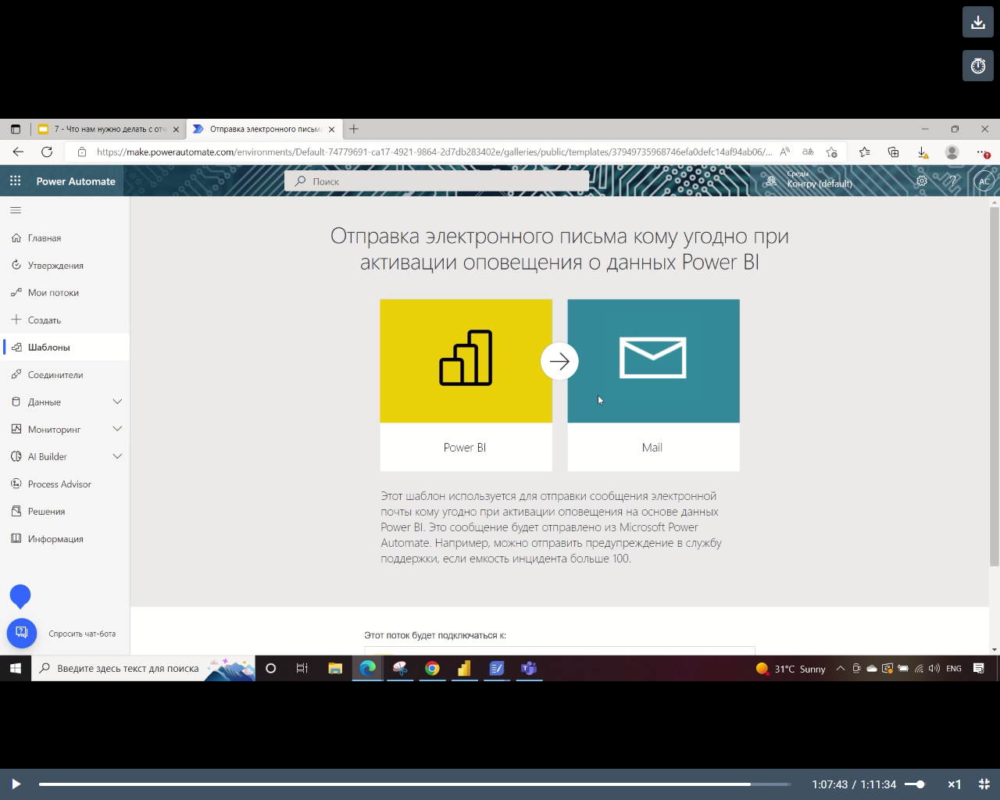 7 - Что нам нужно делать с отч
Отправка электронного письма
https://make.powerautomate.com/environments/Default-74779691-ca17-4921-9864-2d7db283402e/galleries/public/templates/37949735968746efa0defc14af94ab06/...
Power Automate
Поиск
Среды
Конгру (default)
AC
Главная
Утверждения
Мои потоки
Создать
Шаблоны
Соединители
Данные
Мониторинг
AI Builder
Process Advisor
Решения
Информация
Спросить чат-бота
Отправка электронного письма кому угодно при
активации оповещения о данных Power BI
Power BI
Mail
Этот шаблон используется для отправки сообщения электронной
почты кому угодно при активации оповещения на основе данных
Power BI. Это сообщение будет отправлено из Microsoft Power
Automate. Например, можно отправить предупреждение в службу
поддержки, если емкость инцидента больше 100.
Этот поток будет подключаться к:
Введите здесь текст для поиска
31°C Sunny
ENG
1:07:43 / 1:11:34
×1